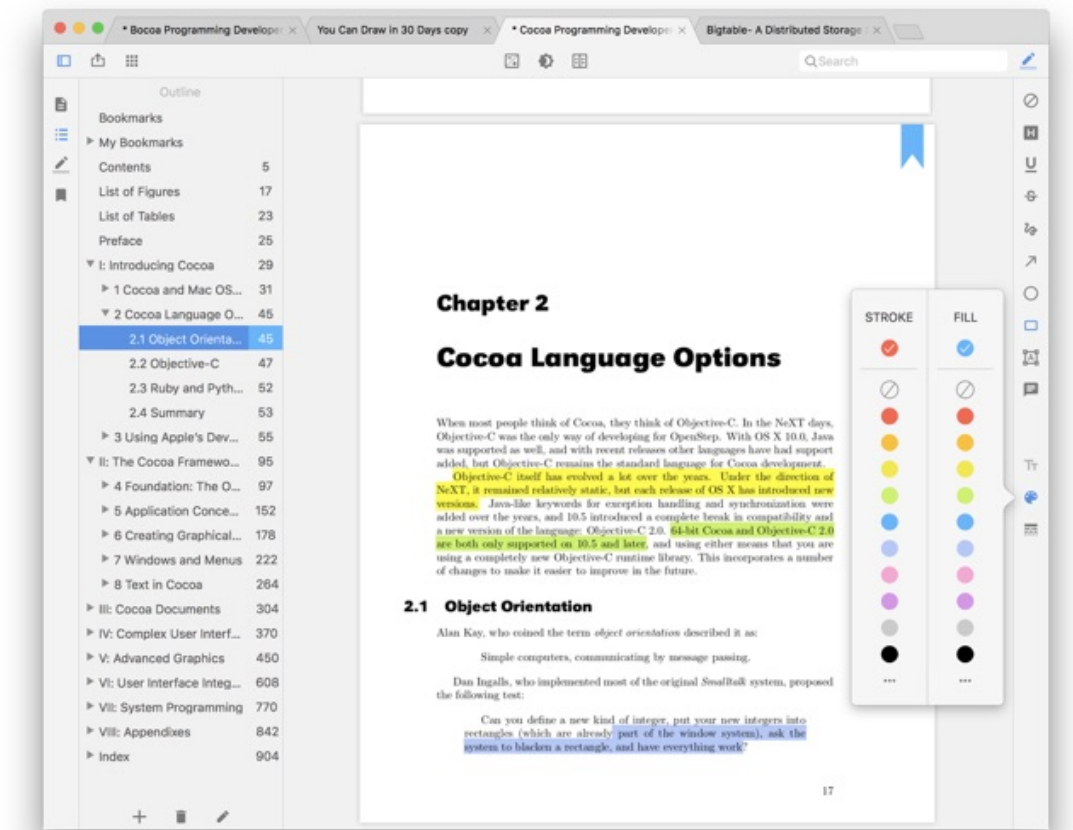 * Bocoa Programming Develope
You Can Draw in 30 Days copy
* Cocoa Programming Develope
Bigtable- A Distributed Storage
Search
Outline
Bookmarks
My Bookmarks
Contents 5
List of Figures 17
List of Tables 23
Preface 25
I: Introducing Cocoa 29
1 Cocoa and Mac OS... 31
2 Cocoa Language O... 45
2.1 Object Orienta... 45
2.2 Objective-C 47
2.3 Ruby and Pyth... 52
2.4 Summary 53
3 Using Apple's Dev... 55
II: The Cocoa Framewo... 95
4 Foundation: The O... 97
5 Application Conce... 152
6 Creating Graphical... 178
7 Windows and Menus 222
8 Text in Cocoa 264
III: Cocoa Documents 304
IV: Complex User Interf... 370
V: Advanced Graphics 450
VI: User Interface Integ... 608
VII: System Programming 770
VIII: Appendixes 842
Index 904
Chapter 2
Cocoa Language Options
When most people think of Cocoa, they think of Objective-C. In the NeXT days,
Objective-C was the only way of developing for OpenStep. With OS X 10.0, Java
was supported as well, and with recent releases other languages have had support
added, but Objective-C remains the standard language for Cocoa development.
Objective-C itself has evolved a lot over the years. Under the direction of
NeXT, it remained relatively static, but each release of OS X has introduced new
versions. Java-like keywords for exception handling and synchronization were
added over the years, and 10.5 introduced a complete break in compatibility and
a new version of the language: Objective-C 2.0. 64-bit Cocoa and Objective-C 2.0
are both only supported on 10.5 and later, and using either means that you are
using a completely new Objective-C runtime library. This incorporates a number
of changes to make it easier to improve in the future.
2.1 Object Orientation
Alan Kay, who coined the term object orientation described it as:
Simple computers, communicating by message passing.
Dan Ingalls, who implemented most of the original Smalltalk system, proposed
the following test:
Can you define a new kind of integer, put your new integers into
rectangles (which are already part of the window system), ask the
system to blacken a rectangle, and have everything work?
17
STROKE
FILL
H
U
S
A
Tт